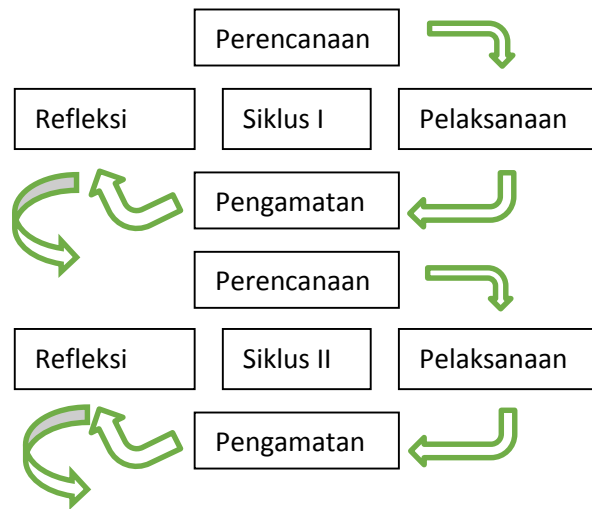 Perencanaan
Refleksi
Siklus I
Pelaksanaan
Pengamatan
Perencanaan
Refleksi
Siklus II
Pelaksanaan
Pengamatan